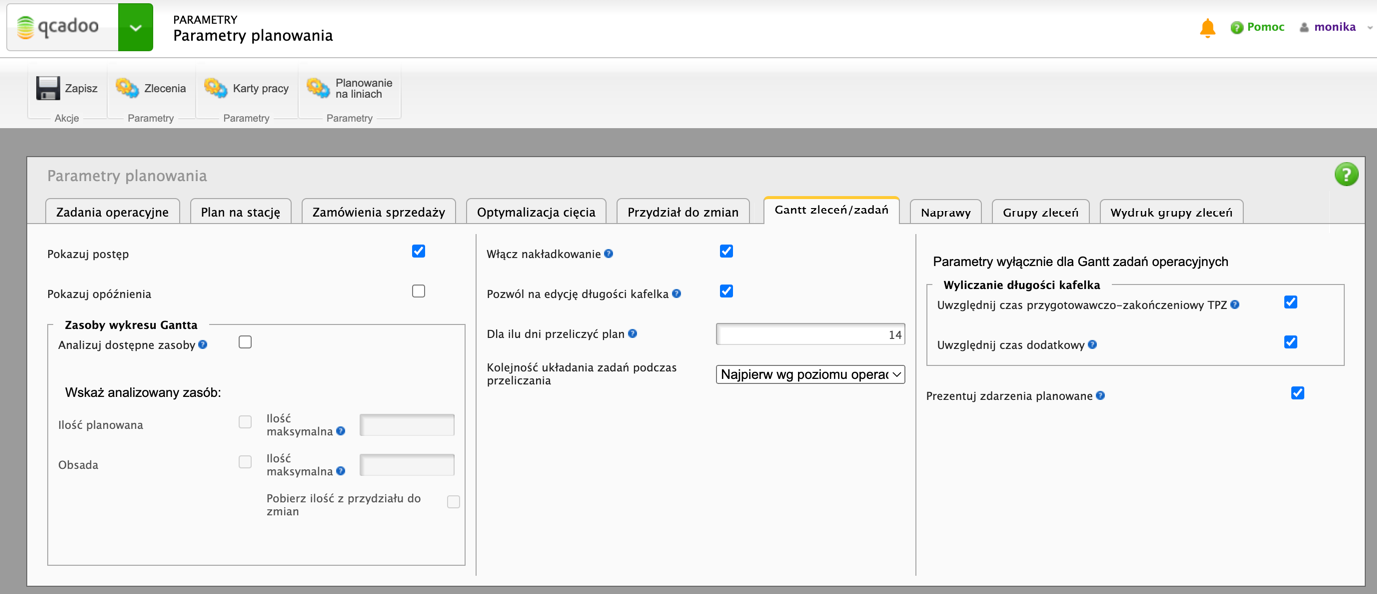 qcadoo
PARAMETRY
Parametry planowania
Pomoc
monika
Zapisz
Zlecenia
Karty pracy
Planowanie
na liniach
Akcje
Parametry
Parametry
Parametry
Parametry planowania
?
Zadania operacyjne
Plan na stację
Zamówienia sprzedaży
Optymalizacja cięcia
Przydział do zmian
Gantt zleceń/zadań
Naprawy
Grupy zleceń
Wydruk grupy zleceń
Pokazuj postęp
Pokazuj opóźnienia
Zasoby wykresu Gantta
Analizuj dostępne zasoby
Wskaż analizowany zasób:
Ilość planowana
Ilość
maksymalna
Obsada
Ilość
maksymalna
Pobierz ilość z przydziału do
zmian
Włącz nakładkowanie
Pozwól na edycję długości kafelka
Dla ilu dni przeliczyć plan
14
Kolejność układania zadań podczas
przeliczania
Najpierw wg poziomu operac
Parametry wyłącznie dla Gantt zadań operacyjnych
Wyliczanie długości kafelka
Uwzględnij czas przygotowawczo-zakończeniowy TPZ
Uwzględnij czas dodatkowy
Prezentuj zdarzenia planowane